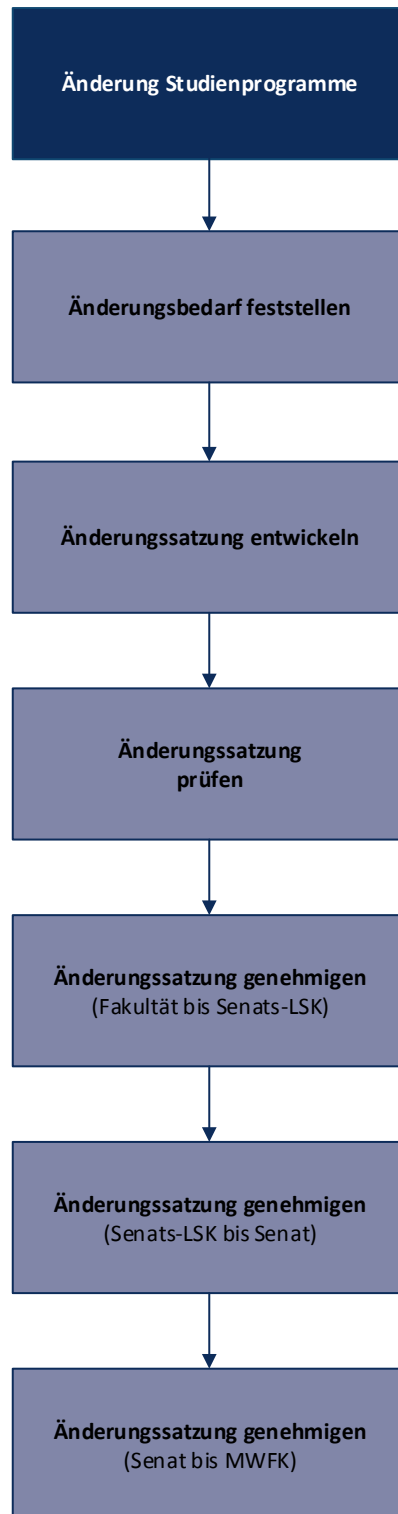 Änderung Studienprogramme
Änderungsbedarf feststellen
Änderungssatzung entwickeln
Änderungssatzung
prüfen
Änderungssatzung genehmigen
(Fakultät bis Senats-LSK)
Änderungssatzung genehmigen
(Senats-LSK bis Senat)
Änderungssatzung genehmigen
(Senat bis MWFK)